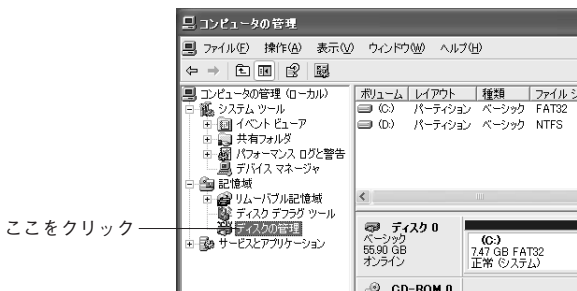 コンピュータの管理
ファイル(F) 操作(A) 表示(V) ウィンドウ(W) ヘルプ(H)
コンピュータの管理 (ローカル)
システム ツール
イベント ビューア
共有フォルダ
パフォーマンス ログと警告
デバイス マネージャ
記憶域
リムーバブル記憶域
ディスク デフラグ ツール
ディスクの管理
サービスとアプリケーション
ここをクリック
ボリューム レイアウト 種類 ファイル シ
(C:) パーティション ベーシック FAT32
(D:) パーティション ベーシック NTFS
ディスク 0
ベーシック
55.90 GB
オンライン
(C:)
7.47 GB FAT32
正常 (システム)
CD-ROM 0